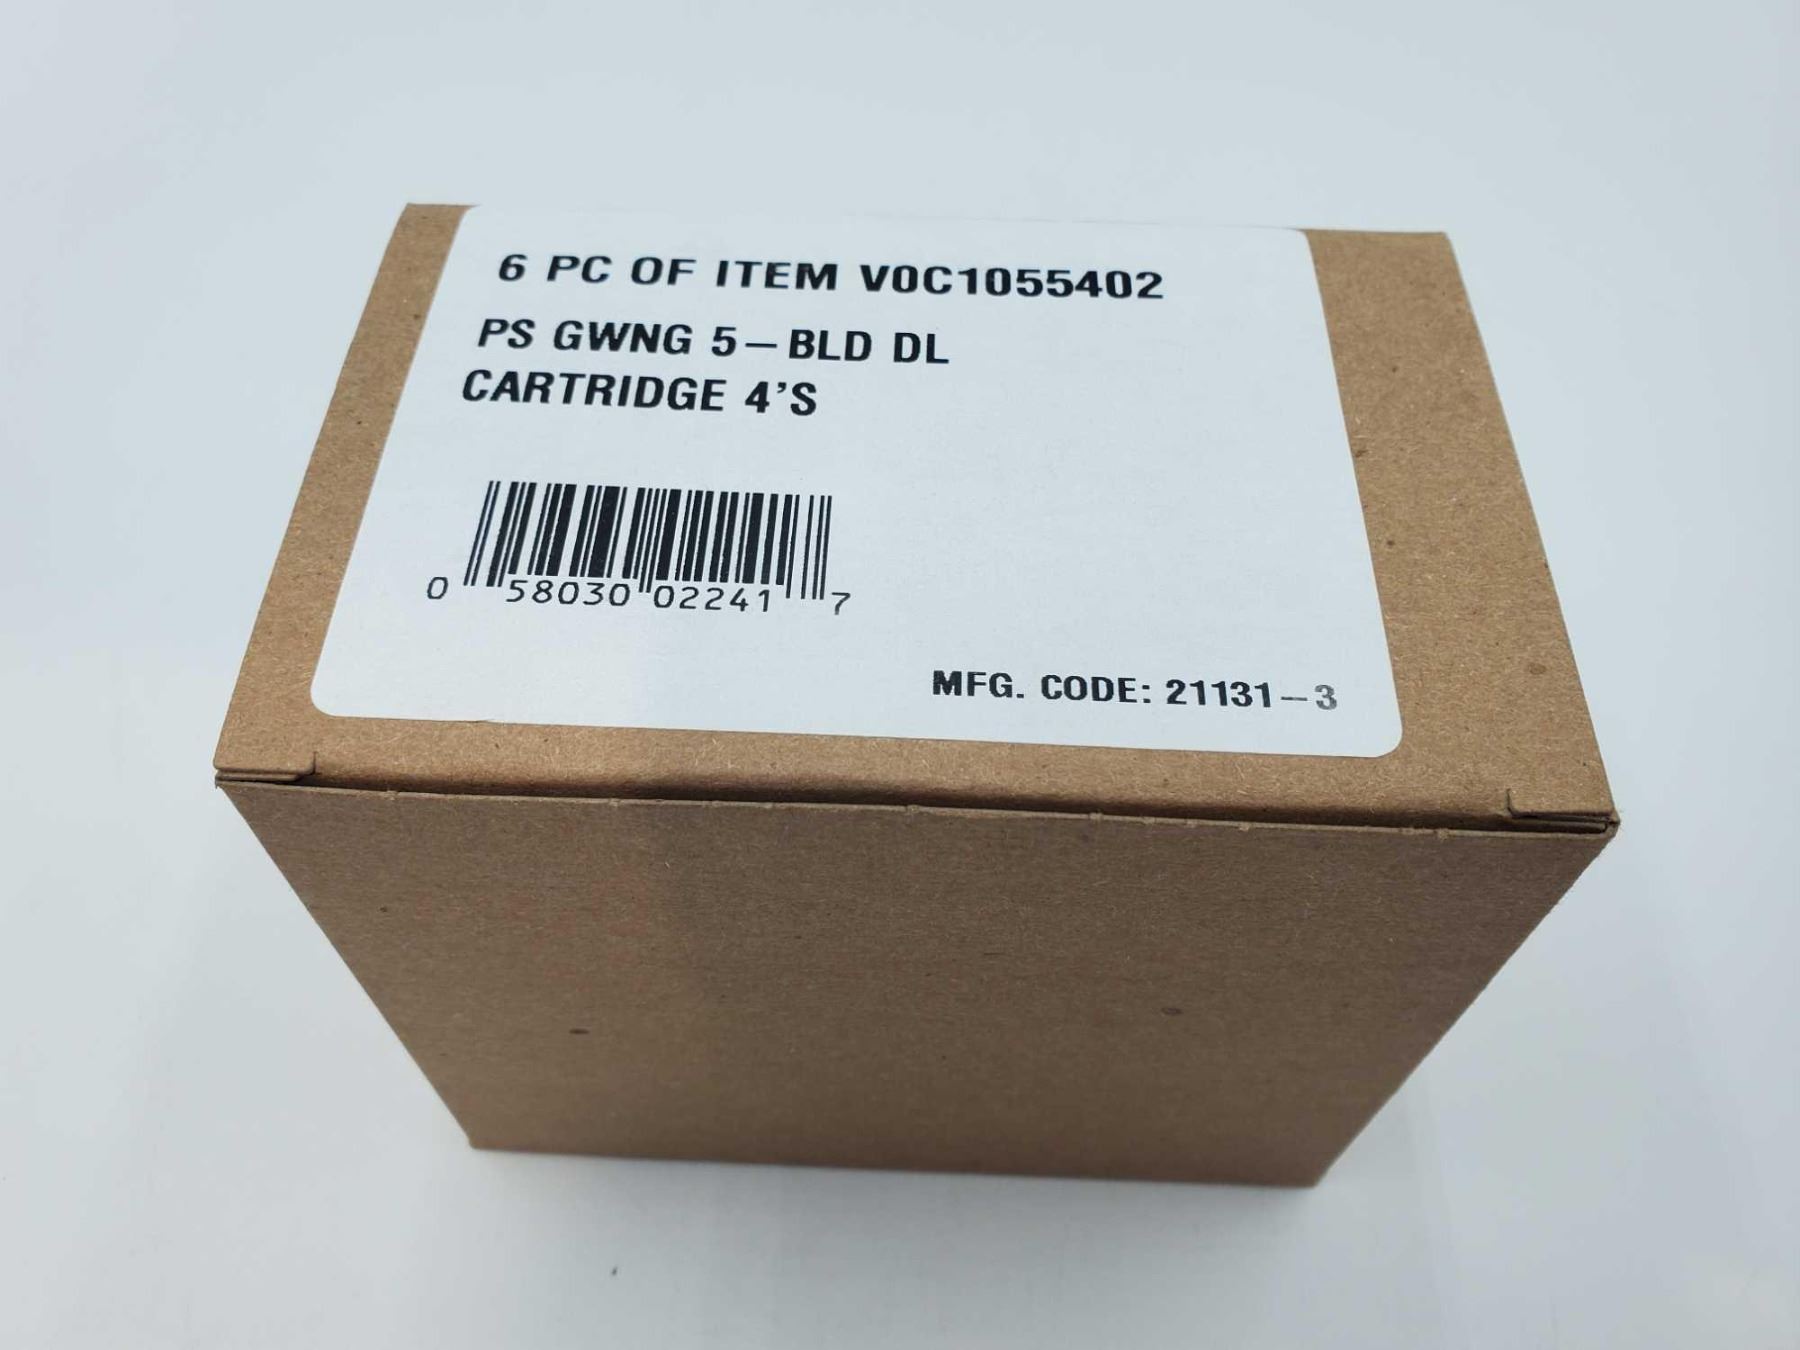 6 PC OF ITEM V0C1055402
PS GWNG 5–BLD DL
CARTRIDGE 4'S
0 58030 02241 7
MFG. CODE: 21131–3